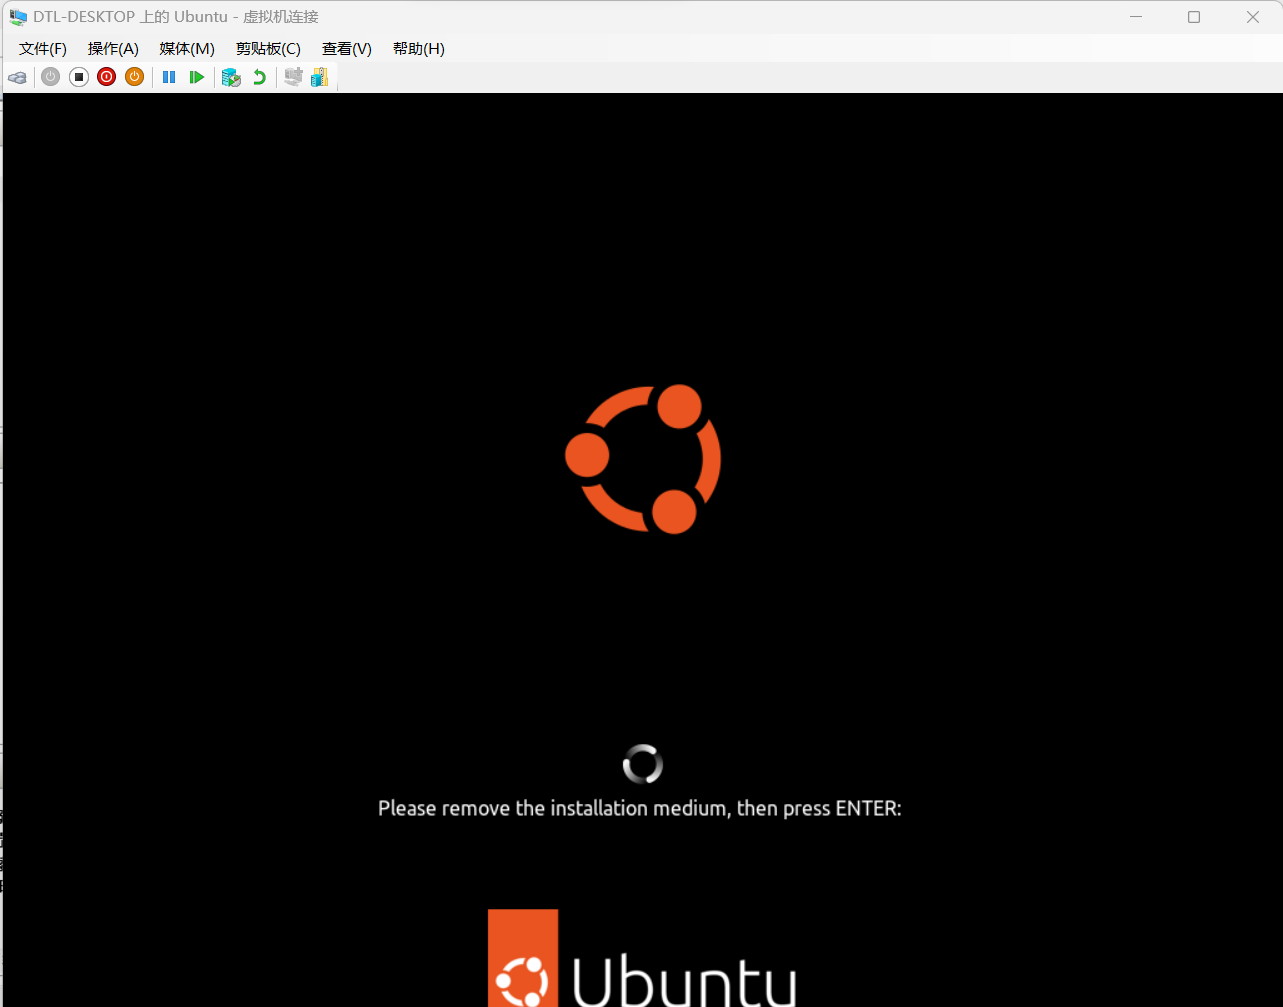 DTL-DESKTOP 上的 Ubuntu - 虚拟机连接
文件(F) 操作(A) 媒体(M) 剪贴板(C) 查看(V) 帮助(H)
Please remove the installation medium, then press ENTER:
Ubuntu